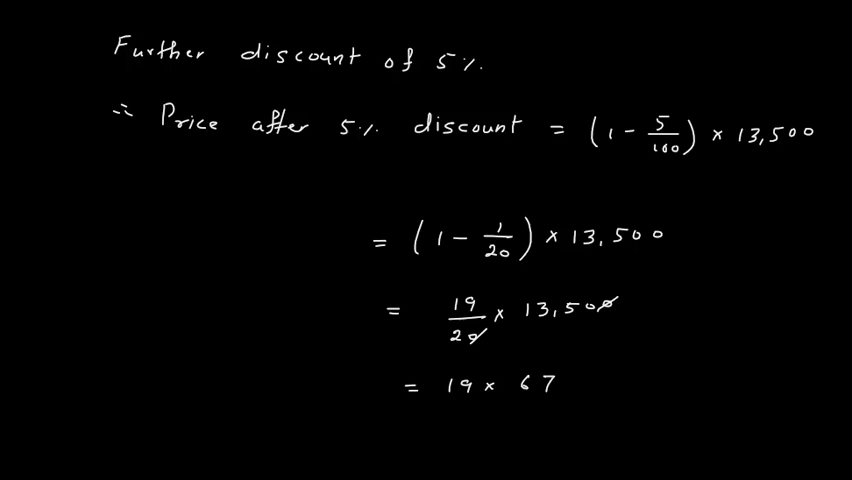 Further discount of 5%.
∴ Price after 5% discount = (1 - 5/100) × 13,500
= (1 - 1/20) × 13,500
= 19/20 × 13,500
= 19 × 67